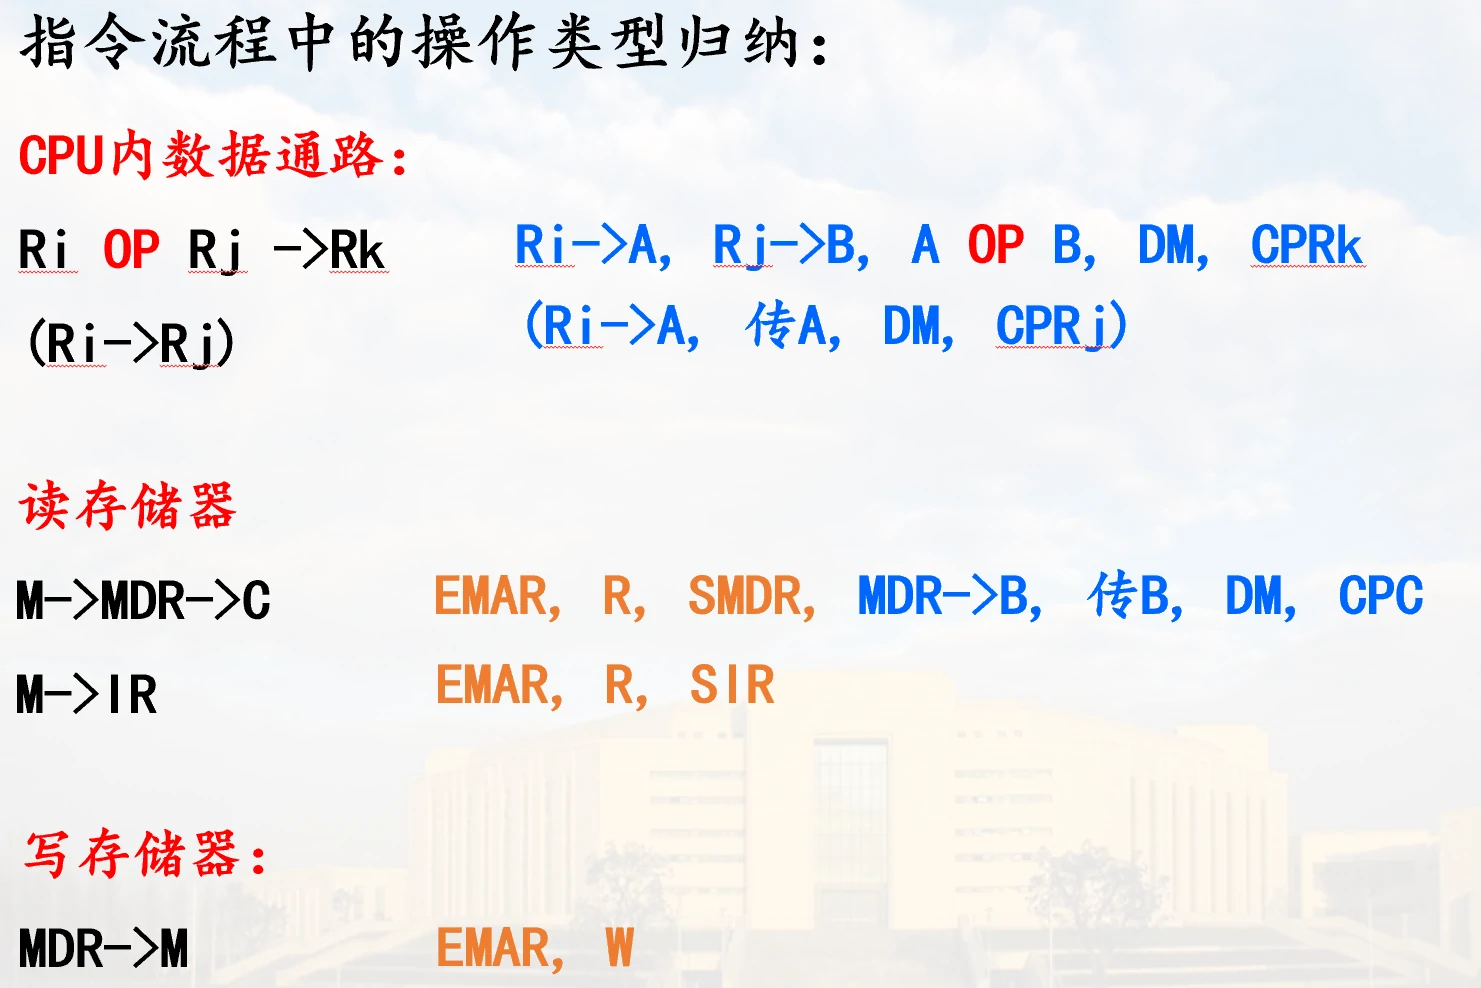 指令流程中的操作类型归纳：
CPU内数据通路：
Ri OP Rj ->Rk Ri->A, Rj->B, A OP B, DM, CPRk
(Ri->Rj) (Ri->A, 传A, DM, CPRj)
读存储器
M->MDR->C EMAR, R, SMDR, MDR->B, 传B, DM, CPC
M->IR EMAR, R, SIR
写存储器：
MDR->M EMAR, W